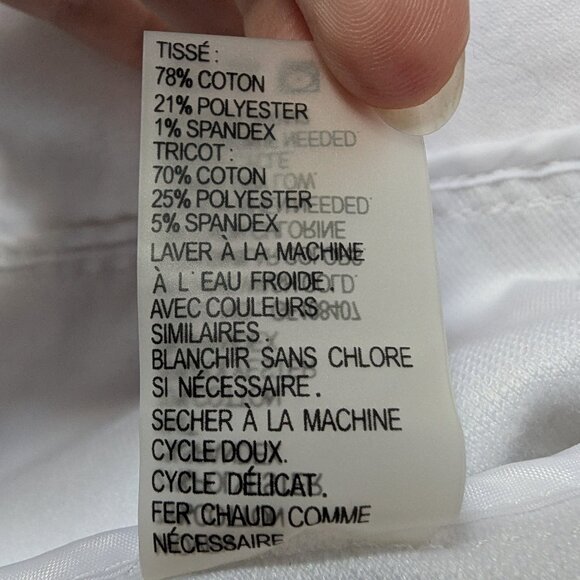 TISSÉ :
78% COTON
21% POLYESTER
1% SPANDEX
TRICOT :
70% COTON
25% POLYESTER
5% SPANDEX
LAVER À LA MACHINE
À L'EAU FROIDE.
AVEC COULEURS
SIMILAIRES.
BLANCHIR SANS CHLORE
SI NÉCESSAIRE.
SECHER À LA MACHINE
CYCLE DOUX.
CYCLE DÉLICAT.
FER CHAUD COMME
NÉCESSAIRE